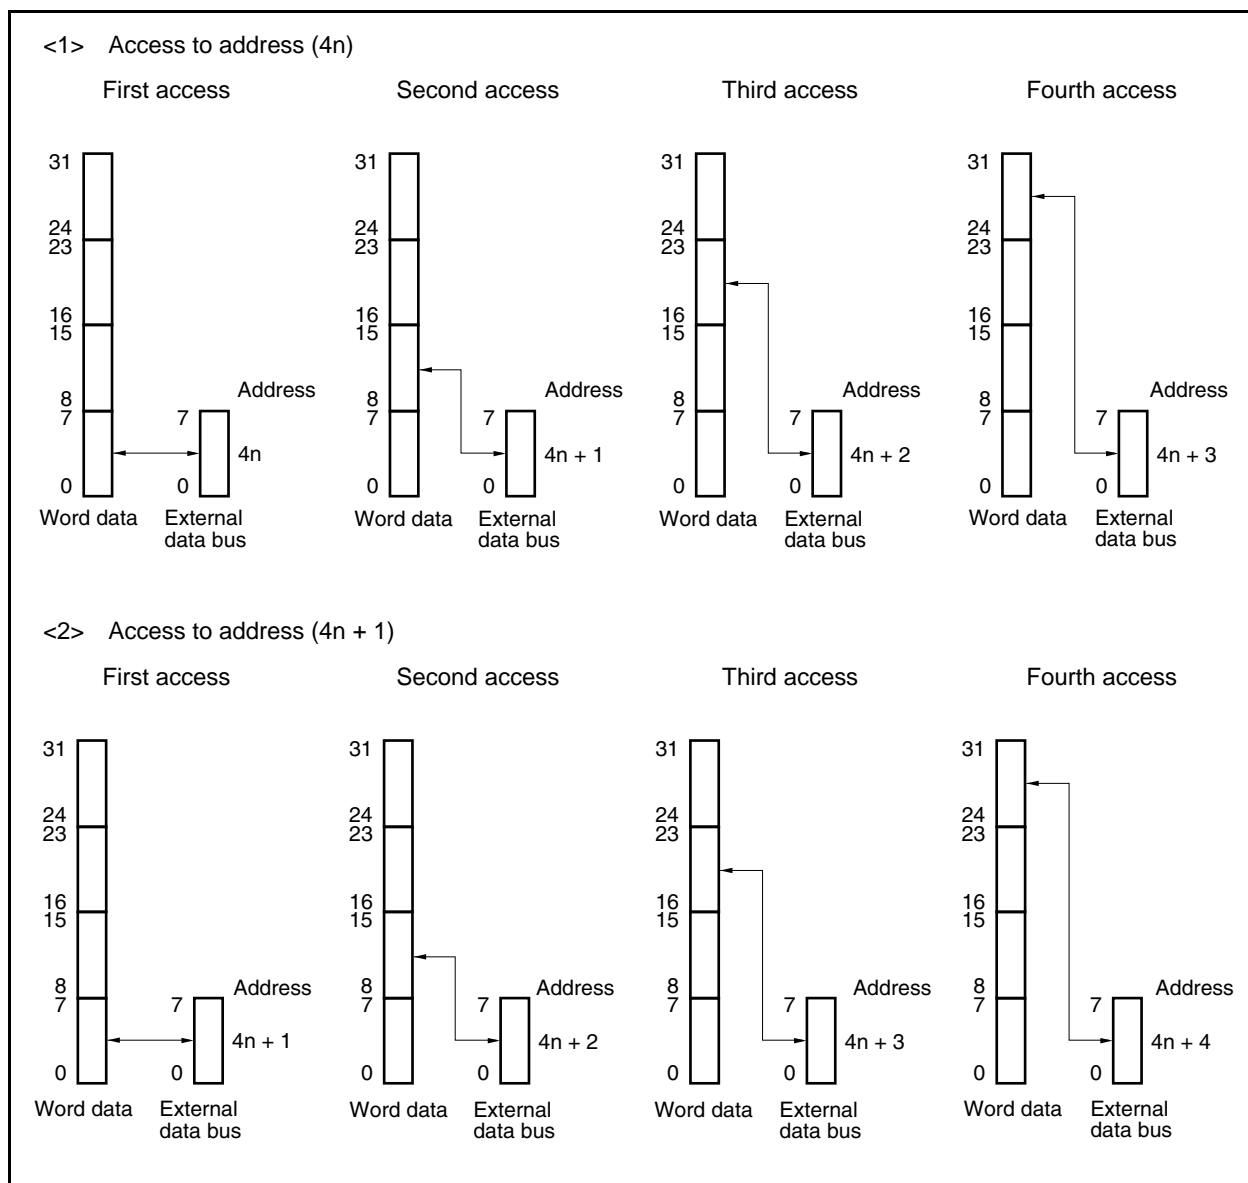 <1> Access to address (4n)
First access
Second access
Third access
Fourth access
31
24
23
16
15
8
7
0
Word data
7
0
External
data bus
Address
4n
31
24
23
16
15
8
7
0
Word data
7
0
External
data bus
Address
4n + 1
31
24
23
16
15
8
7
0
Word data
7
0
External
data bus
Address
4n + 2
31
24
23
16
15
8
7
0
Word data
7
0
External
data bus
Address
4n + 3
<2> Access to address (4n + 1)
First access
Second access
Third access
Fourth access
31
24
23
16
15
8
7
0
Word data
7
0
External
data bus
Address
4n + 1
31
24
23
16
15
8
7
0
Word data
7
0
External
data bus
Address
4n + 2
31
24
23
16
15
8
7
0
Word data
7
0
External
data bus
Address
4n + 3
31
24
23
16
15
8
7
0
Word data
7
0
External
data bus
Address
4n + 4